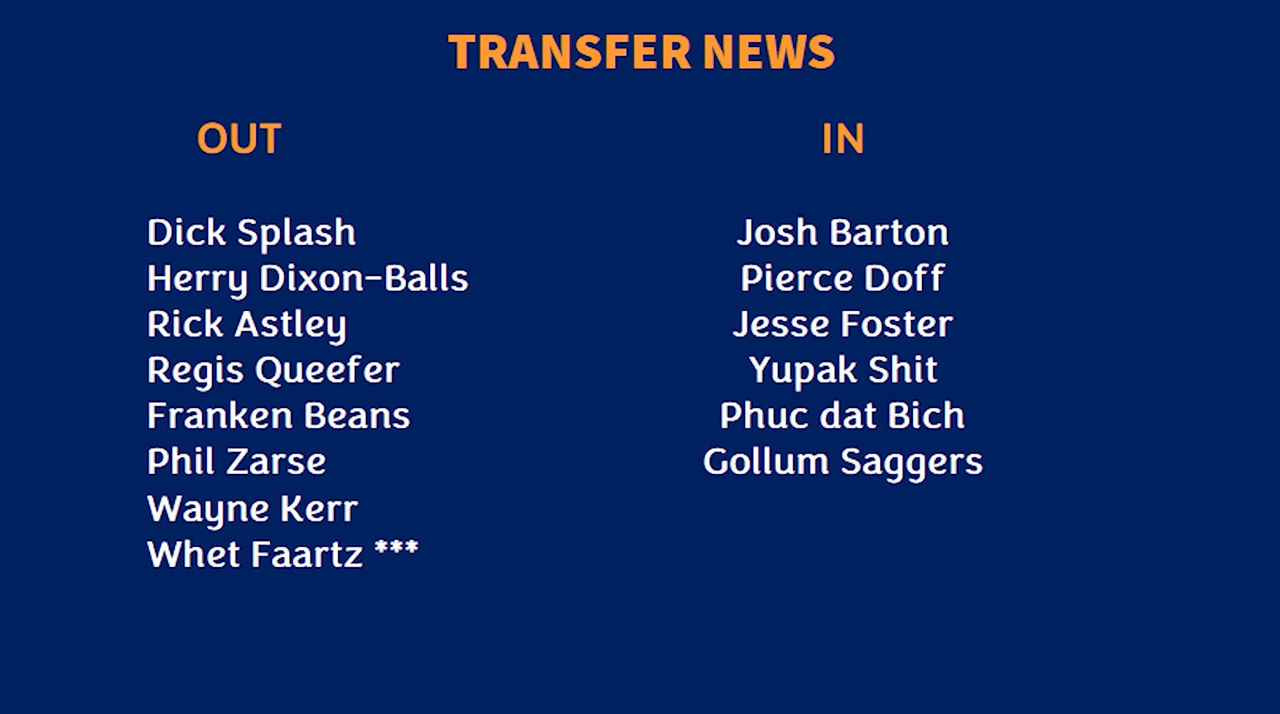 TRANSFER NEWS
OUT
Dick Splash
Herry Dixon-Balls
Rick Astley
Regis Queefer
Franken Beans
Phil Zarse
Wayne Kerr
Whet Faartz ***
IN
Josh Barton
Pierce Doff
Jesse Foster
Yupak Shit
Phuc dat Bich
Gollum Saggers